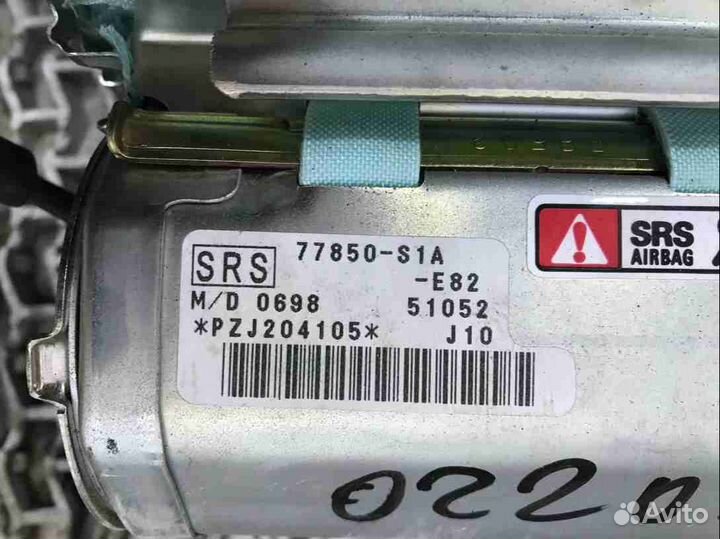 SRS 77850-S1A
-E82
M/D 0698 51052
*PZJ204105* J10
SRS
AIRBAG
Avito